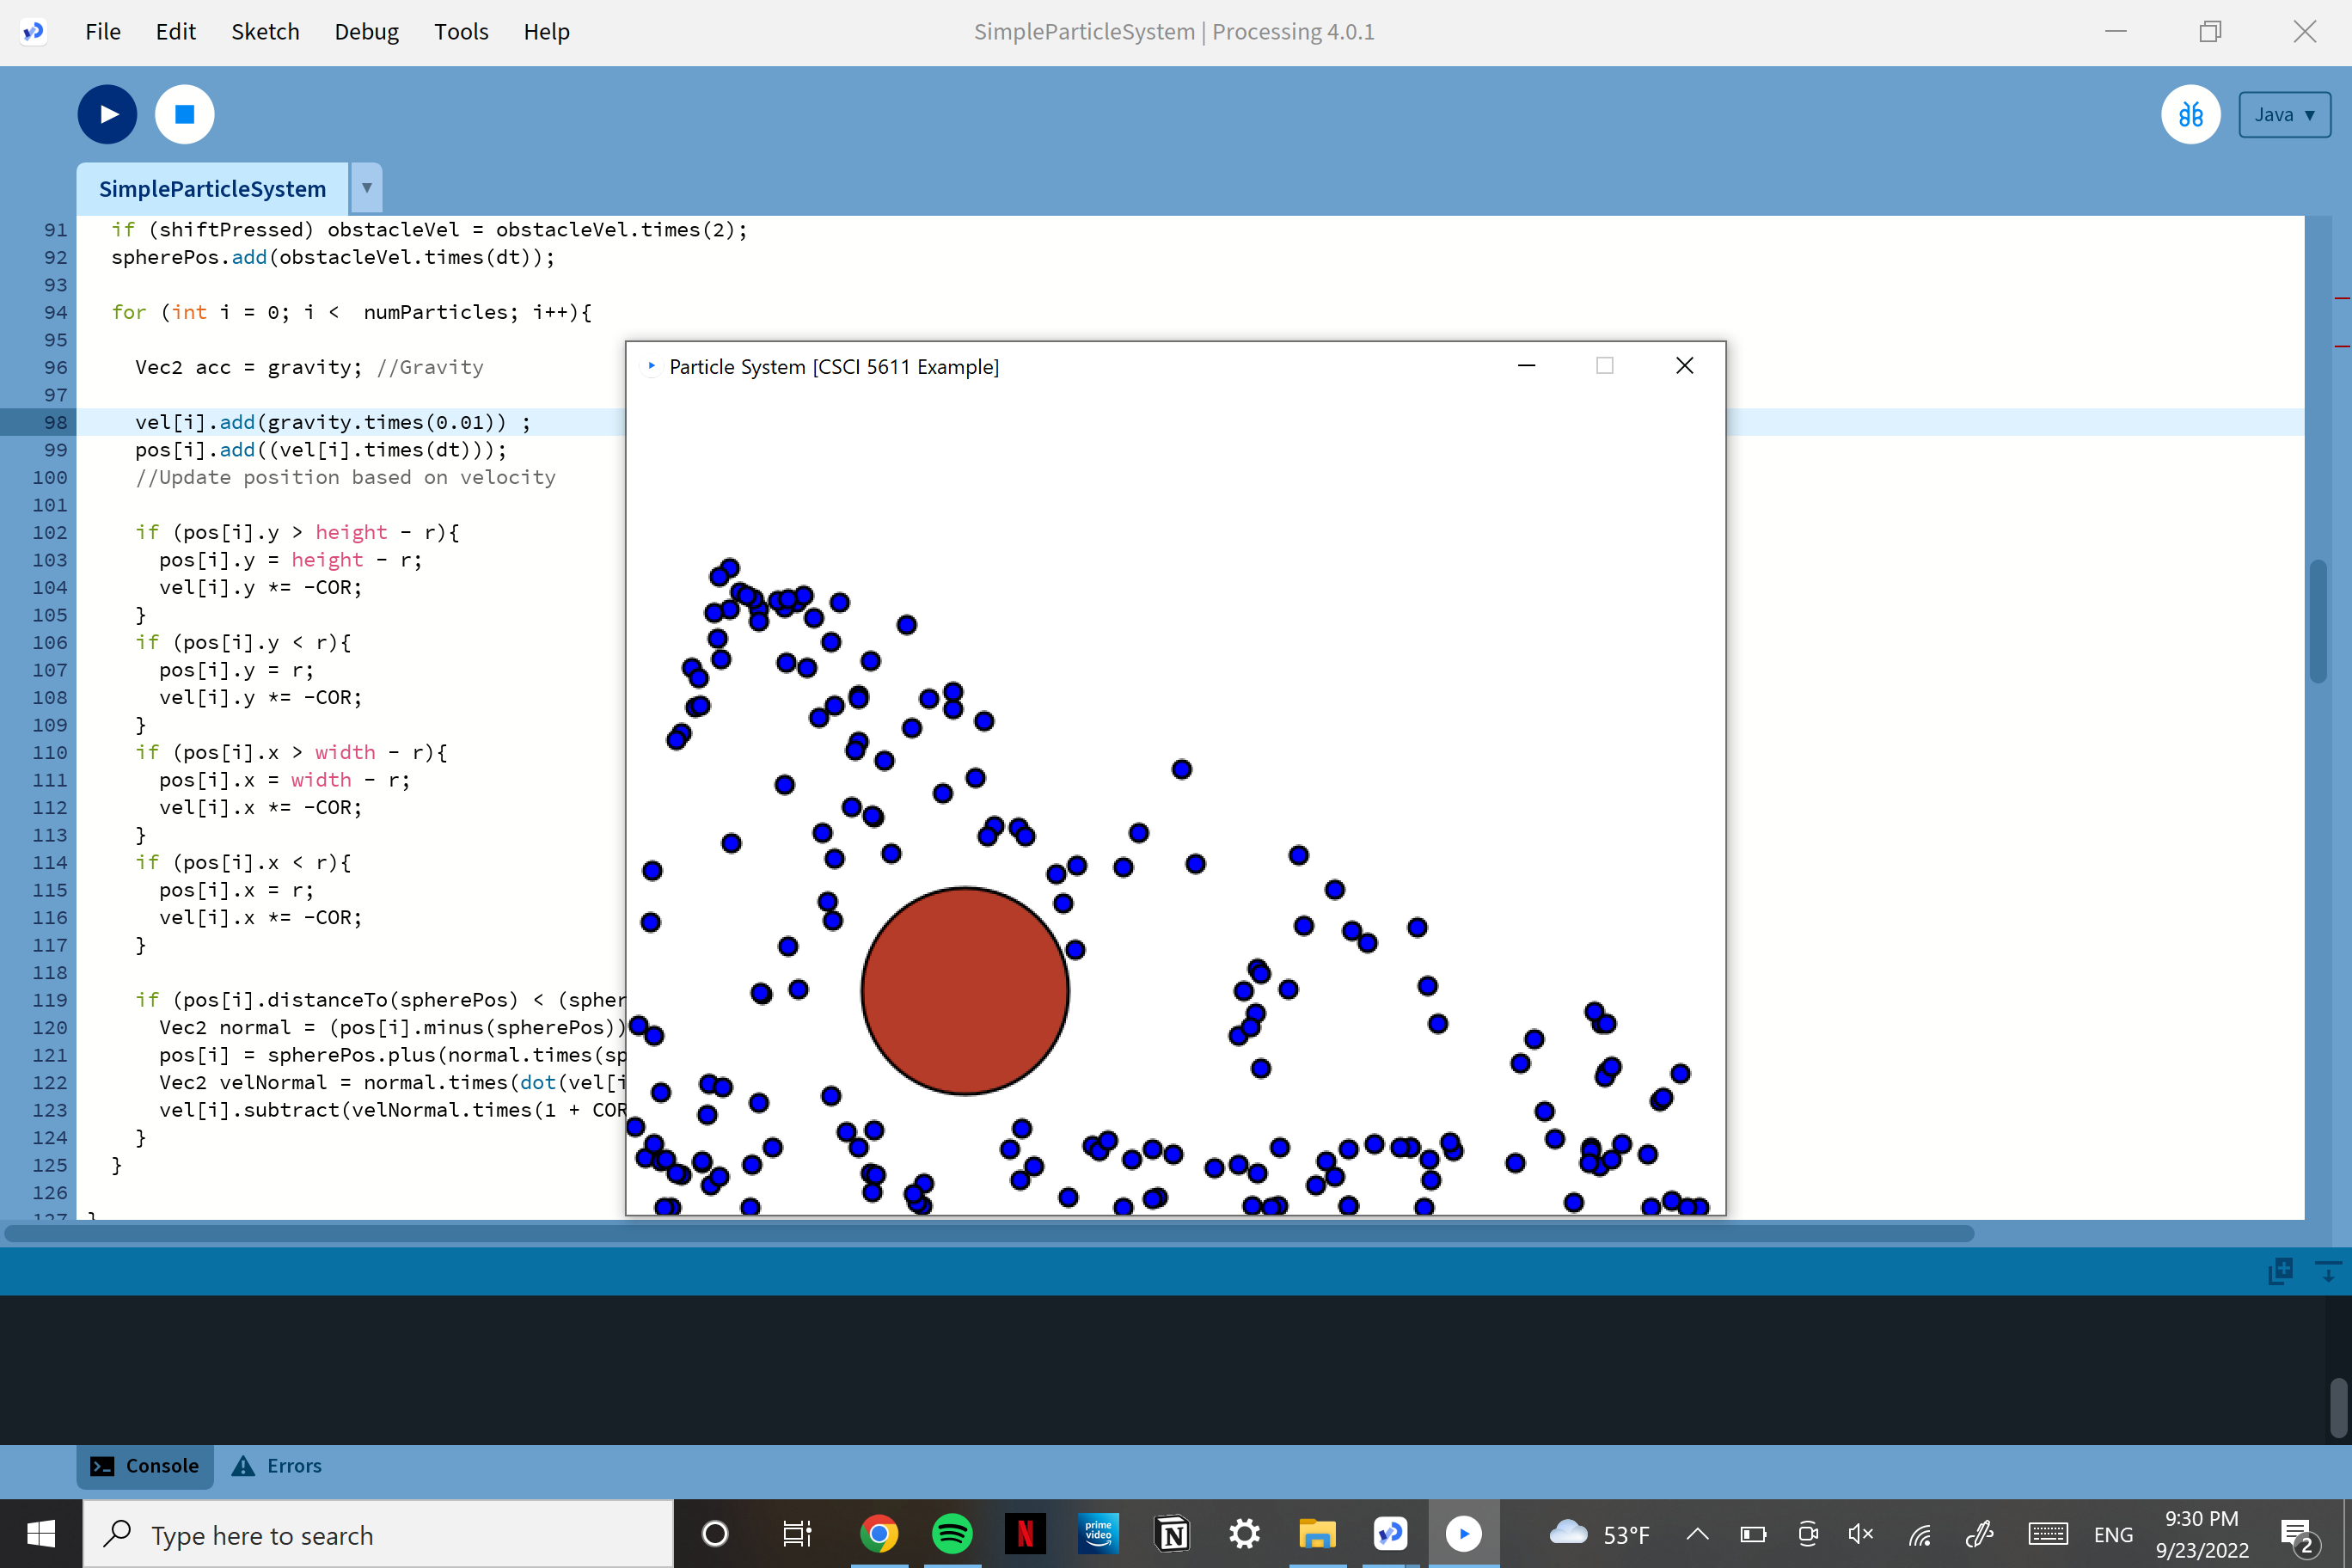 File Edit Sketch Debug Tools Help
SimpleParticleSystem | Processing 4.0.1
Java ▼
SimpleParticleSystem ▼
91 if (shiftPressed) obstacleVel = obstacleVel.times(2);
92 spherePos.add(obstacleVel.times(dt));
93
94 for (int i = 0; i <  numParticles; i++){
95
96 Vec2 acc = gravity; //Gravity
97
98 vel[i].add(gravity.times(0.01)) ;
99 pos[i].add((vel[i].times(dt)));
100 //Update position based on velocity
101
102 if (pos[i].y > height - r){
103 pos[i].y = height - r;
104 vel[i].y *= -COR;
105 }
106 if (pos[i].y < r){
107 pos[i].y = r;
108 vel[i].y *= -COR;
109 }
110 if (pos[i].x > width - r){
111 pos[i].x = width - r;
112 vel[i].x *= -COR;
113 }
114 if (pos[i].x < r){
115 pos[i].x = r;
116 vel[i].x *= -COR;
117 }
118
119 if (pos[i].distanceTo(spherePos) < (spher
120 Vec2 normal = (pos[i].minus(spherePos))
121 pos[i] = spherePos.plus(normal.times(sp
122 Vec2 velNormal = normal.times(dot(vel[i
123 vel[i].subtract(velNormal.times(1 + COR
124 }
125 }
126
127 }
Particle System [CSCI 5611 Example]
Console Errors
Type here to search
prime
video
53°F
ENG
9:30 PM
9/23/2022
2